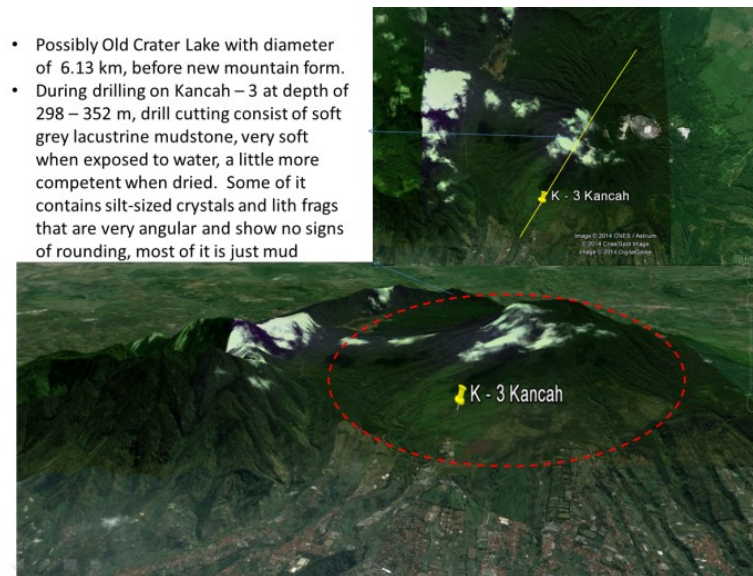 • Possibly Old Crater Lake with diameter
of 6.13 km, before new mountain form.
• During drilling on Kancah – 3 at depth of
298 – 352 m, drill cutting consist of soft
grey lacustrine mudstone, very soft
when exposed to water, a little more
competent when dried. Some of it
contains silt-sized crystals and lith frags
that are very angular and show no signs
of rounding, most of it is just mud
K - 3 Kancah
Image © 2014 CNES / Astrium
© 2014 Cnes/Spot Image
Image © 2014 DigitalGlobe
K - 3 Kancah